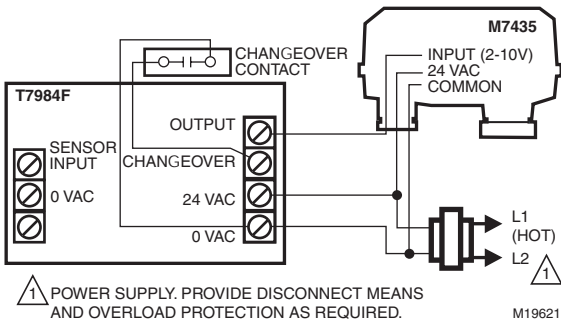 M7435
CHANGEOVER
CONTACT
INPUT (2-10V)
24 VAC
COMMON
T7984F
OUTPUT
SENSOR
INPUT
CHANGEOVER
0 VAC
24 VAC
0 VAC
L1
(HOT)
L2
1
1 POWER SUPPLY. PROVIDE DISCONNECT MEANS
AND OVERLOAD PROTECTION AS REQUIRED.
M19621